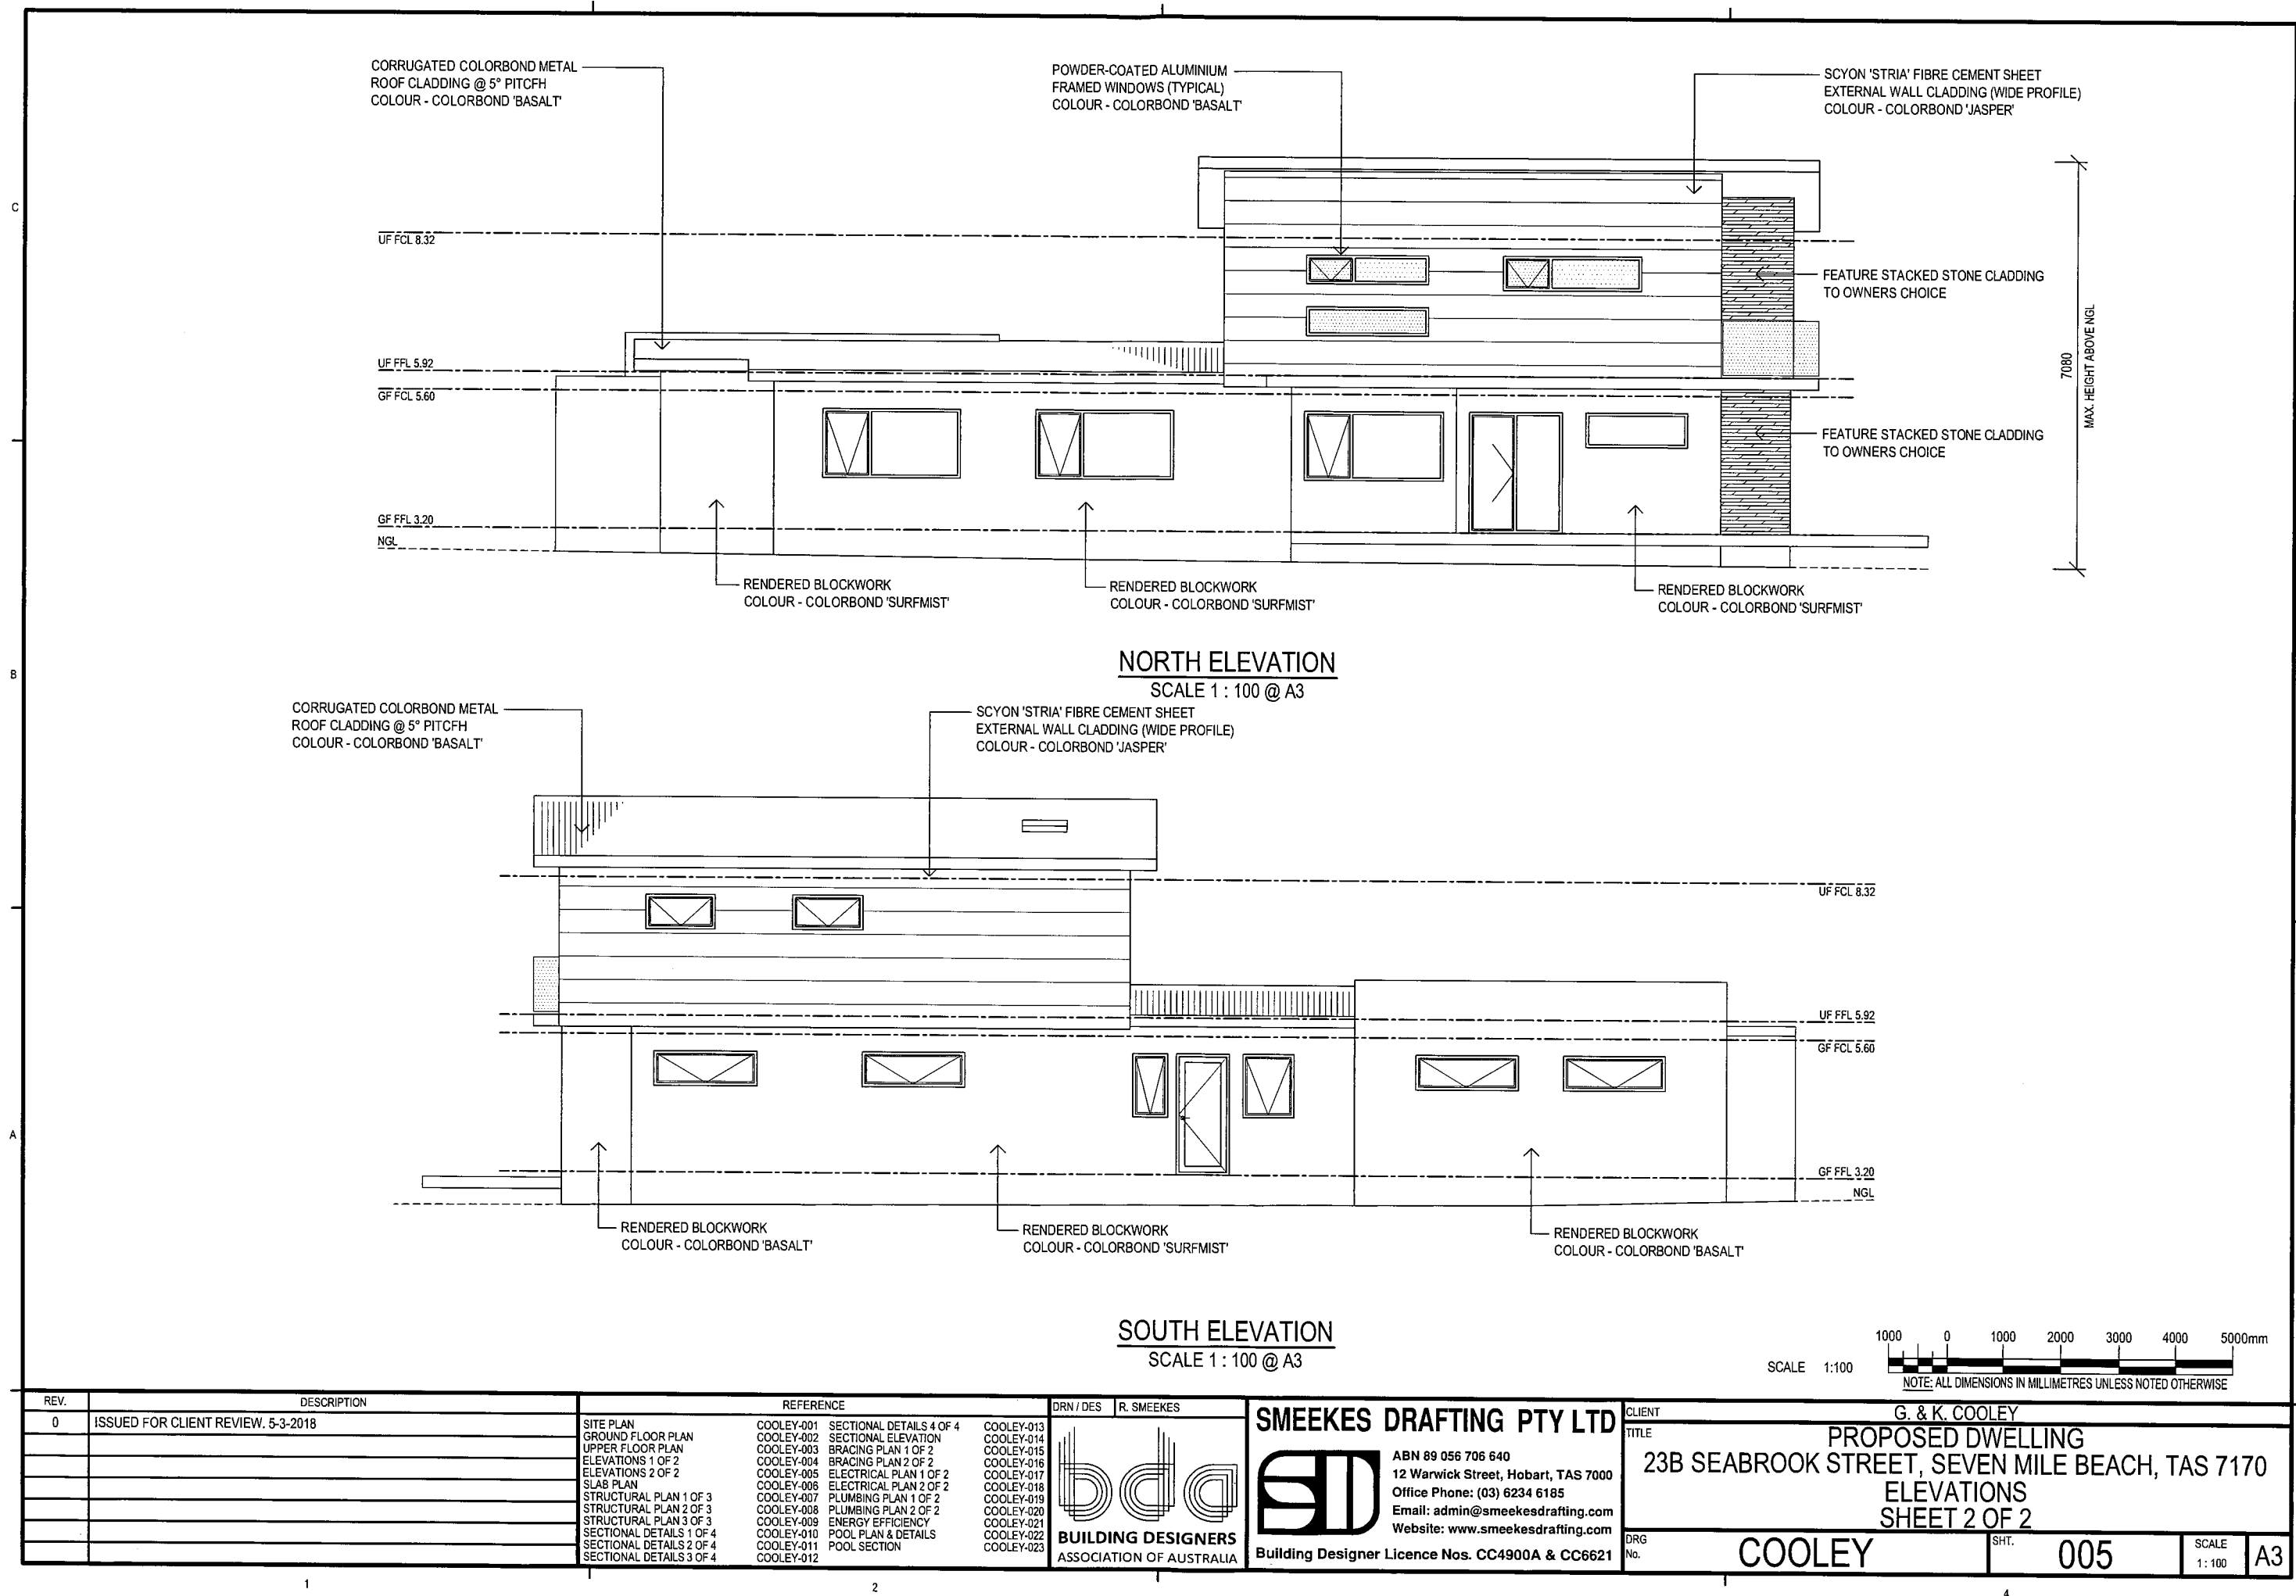 CORRUGATED COLORBOND METAL
ROOF CLADDING @ 5° PITCFH
COLOUR - COLORBOND 'BASALT'
POWDER-COATED ALUMINIUM
FRAMED WINDOWS (TYPICAL)
COLOUR - COLORBOND 'BASALT'
SCYON 'STRIA' FIBRE CEMENT SHEET
EXTERNAL WALL CLADDING (WIDE PROFILE)
COLOUR - COLORBOND 'JASPER'
C
UF FCL 8.32
FEATURE STACKED STONE CLADDING
TO OWNERS CHOICE
UF FFL 5.92
GF FCL 5.60
7080
MAX. HEIGHT ABOVE NGL
FEATURE STACKED STONE CLADDING
TO OWNERS CHOICE
GF FFL 3.20
NGL
RENDERED BLOCKWORK
COLOUR - COLORBOND 'SURFMIST'
RENDERED BLOCKWORK
COLOUR - COLORBOND 'SURFMIST'
RENDERED BLOCKWORK
COLOUR - COLORBOND 'SURFMIST'
NORTH ELEVATION
SCALE 1 : 100 @ A3
B
CORRUGATED COLORBOND METAL
ROOF CLADDING @ 5° PITCFH
COLOUR - COLORBOND 'BASALT'
SCYON 'STRIA' FIBRE CEMENT SHEET
EXTERNAL WALL CLADDING (WIDE PROFILE)
COLOUR - COLORBOND 'JASPER'
UF FCL 8.32
UF FFL 5.92
GF FCL 5.60
A
GF FFL 3.20
NGL
RENDERED BLOCKWORK
COLOUR - COLORBOND 'BASALT'
RENDERED BLOCKWORK
COLOUR - COLORBOND 'SURFMIST'
RENDERED BLOCKWORK
COLOUR - COLORBOND 'BASALT'
SOUTH ELEVATION
SCALE 1 : 100 @ A3
1000 0 1000 2000 3000 4000 5000mm
SCALE 1:100
NOTE: ALL DIMENSIONS IN MILLIMETRES UNLESS NOTED OTHERWISE
REV. DESCRIPTION
0 ISSUED FOR CLIENT REVIEW. 5-3-2018
REFERENCE
SITE PLAN COOLEY-001 SECTIONAL DETAILS 4 OF 4 COOLEY-013
GROUND FLOOR PLAN COOLEY-002 SECTIONAL ELEVATION COOLEY-014
UPPER FLOOR PLAN COOLEY-003 BRACING PLAN 1 OF 2 COOLEY-015
ELEVATIONS 1 OF 2 COOLEY-004 BRACING PLAN 2 OF 2 COOLEY-016
ELEVATIONS 2 OF 2 COOLEY-005 ELECTRICAL PLAN 1 OF 2 COOLEY-017
SLAB PLAN COOLEY-006 ELECTRICAL PLAN 2 OF 2 COOLEY-018
STRUCTURAL PLAN 1 OF 3 COOLEY-007 PLUMBING PLAN 1 OF 2 COOLEY-019
STRUCTURAL PLAN 2 OF 3 COOLEY-008 PLUMBING PLAN 2 OF 2 COOLEY-020
STRUCTURAL PLAN 3 OF 3 COOLEY-009 ENERGY EFFICIENCY COOLEY-021
SECTIONAL DETAILS 1 OF 4 COOLEY-010 POOL PLAN & DETAILS COOLEY-022
SECTIONAL DETAILS 2 OF 4 COOLEY-011 POOL SECTION COOLEY-023
SECTIONAL DETAILS 3 OF 4 COOLEY-012
DRN / DES R. SMEEKES
bda
BUILDING DESIGNERS
ASSOCIATION OF AUSTRALIA
SMEEKES DRAFTING PTY LTD
SD
ABN 89 056 706 640
12 Warwick Street, Hobart, TAS 7000
Office Phone: (03) 6234 6185
Email: admin@smeekesdrafting.com
Website: www.smeekesdrafting.com
Building Designer Licence Nos. CC4900A & CC6621
CLIENT G. & K. COOLEY
TITLE PROPOSED DWELLING
23B SEABROOK STREET, SEVEN MILE BEACH, TAS 7170
ELEVATIONS
SHEET 2 OF 2
DRG No. COOLEY
SHT. 005
SCALE 1 : 100
A3
1 2 4